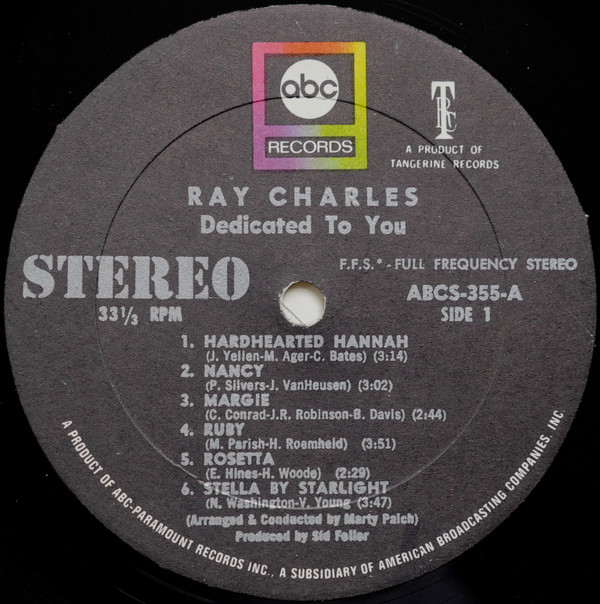 abc
RECORDS
TRC
A PRODUCT OF
TANGERINE RECORDS
RAY CHARLES
Dedicated To You
STEREO
33⅓ RPM
F.F.S.* - FULL FREQUENCY STEREO
ABCS-355-A
SIDE 1
1. HARDHEARTED HANNAH
(J. Yellen-M. Ager-C. Bates) (3:14)
2. NANCY
(P. Silvers-J. VanHeusen) (3:02)
3. MARGIE
(C. Conrad-J.R. Robinson-B. Davis) (2:44)
4. RUBY
(M. Parish-H. Roemheld) (3:51)
5. ROSETTA
(E. Hines-H. Woode) (2:29)
6. STELLA BY STARLIGHT
(N. Washington-V. Young (3:47)
(Arranged & Conducted by Marty Paich)
Produced by Sid Feller
A PRODUCT OF ABC-PARAMOUNT RECORDS INC., A SUBSIDIARY OF AMERICAN BROADCASTING COMPANIES, INC.